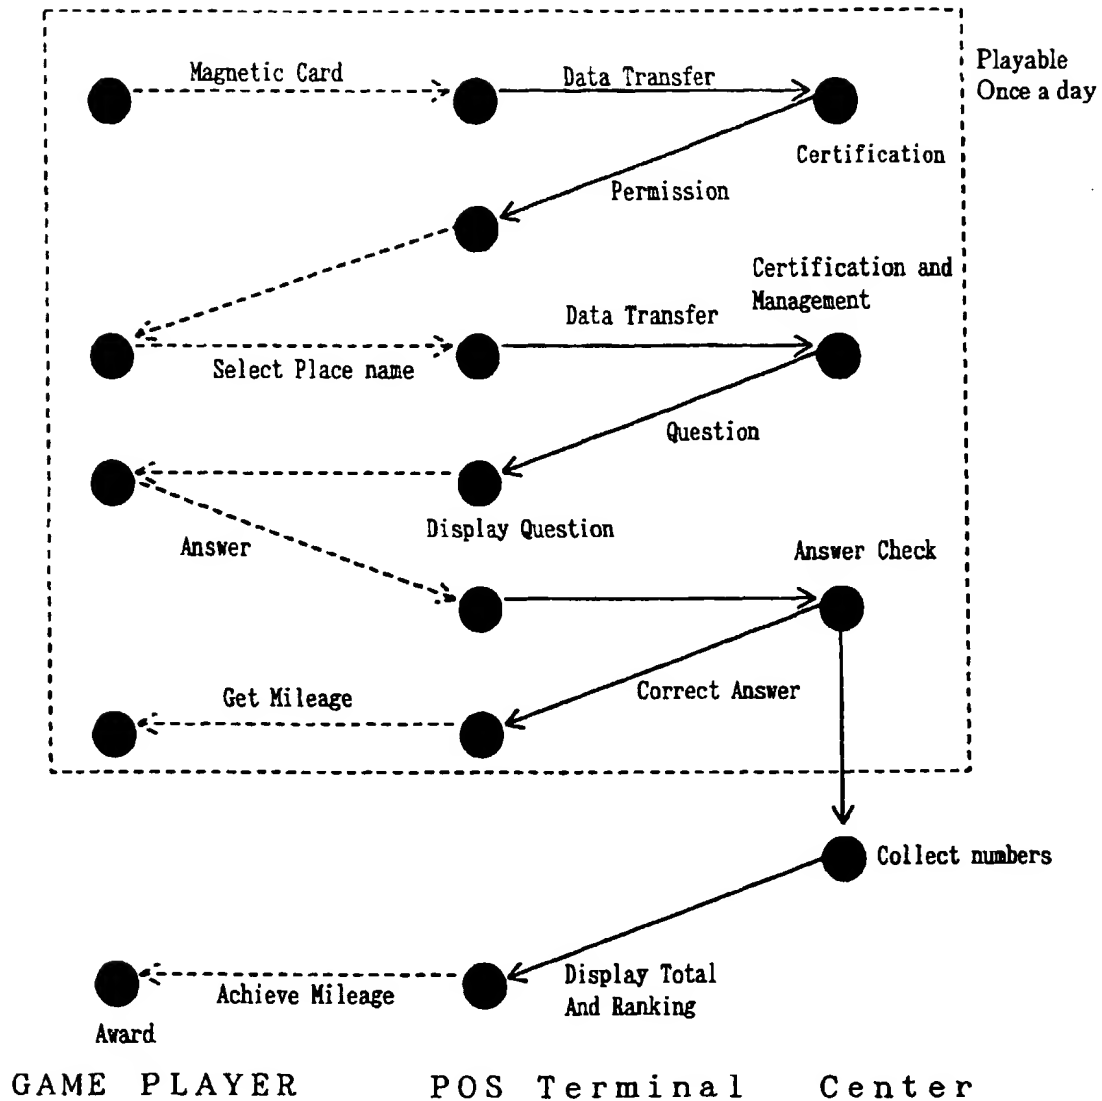 Magnetic Card
Data Transfer
Playable
Once a day
Certification
Permission
Certification and
Management
Data Transfer
Select Place name
Question
Display Question
Answer
Answer Check
Correct Answer
Get Mileage
Collect numbers
Display Total
And Ranking
Achieve Mileage
Award
GAME PLAYER
POS Terminal
Center